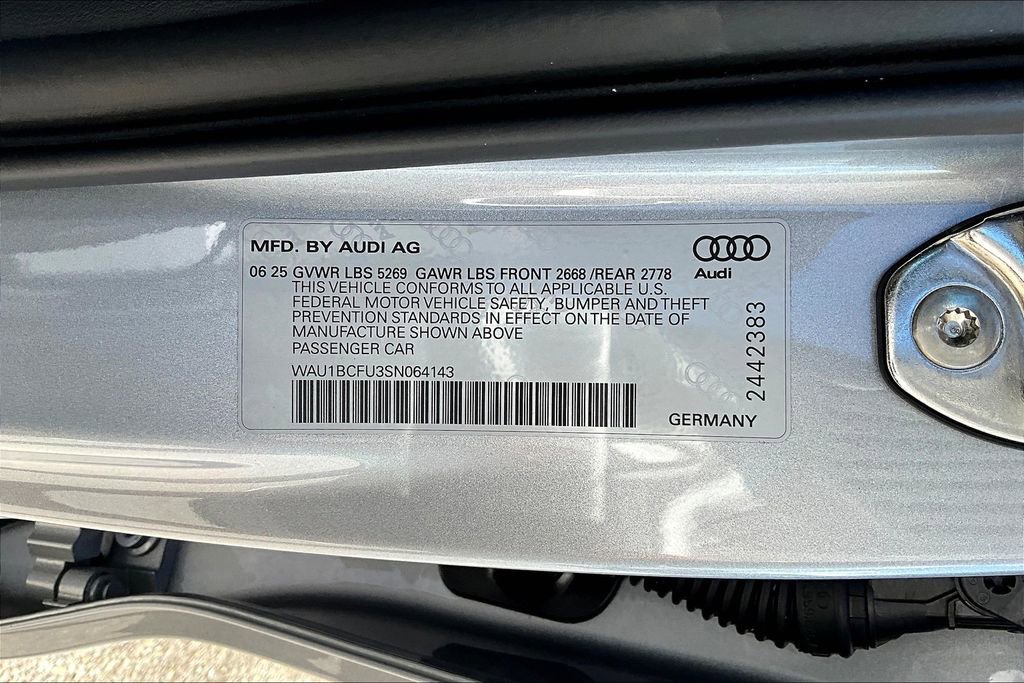 MFD. BY AUDI AG
Audi
06 25 GVWR LBS 5269 GAWR LBS FRONT 2668 /REAR 2778
THIS VEHICLE CONFORMS TO ALL APPLICABLE U.S.
FEDERAL MOTOR VEHICLE SAFETY, BUMPER AND THEFT
PREVENTION STANDARDS IN EFFECT ON THE DATE OF
MANUFACTURE SHOWN ABOVE
PASSENGER CAR
WAU1BCFU3SN064143
GERMANY
2442383